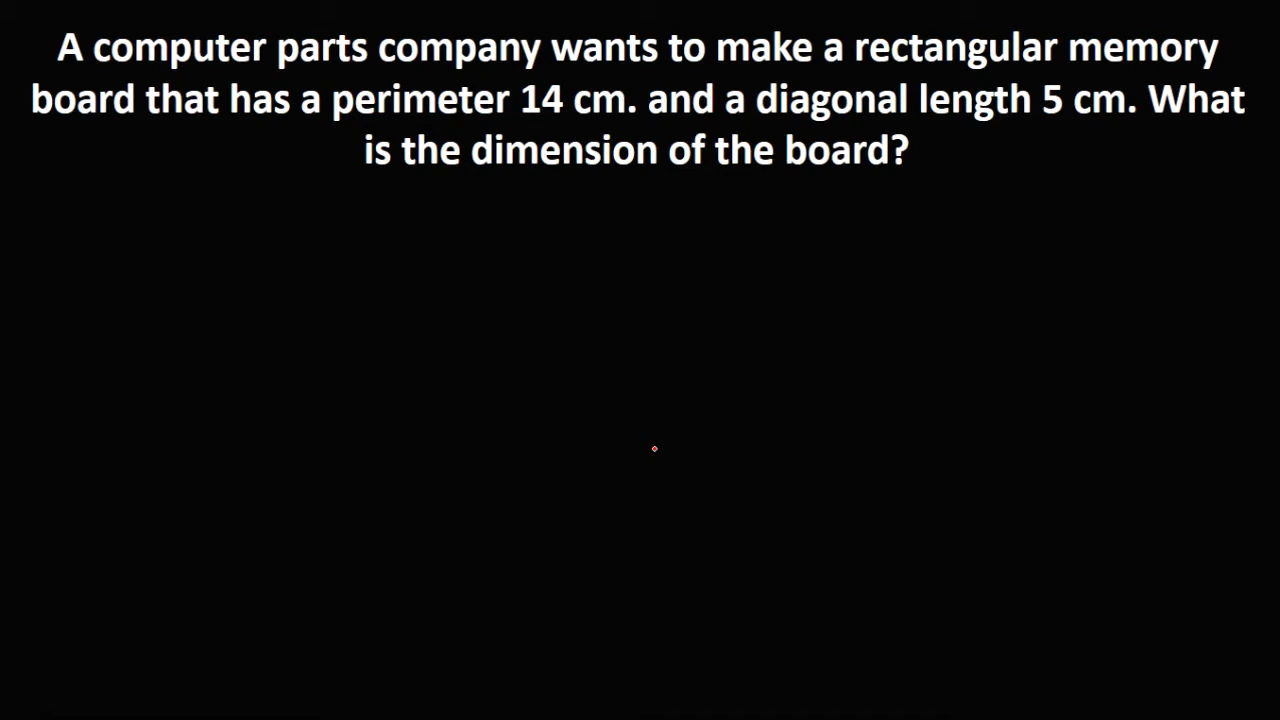 A computer parts company wants to make a rectangular memory
board that has a perimeter 14 cm. and a diagonal length 5 cm. What
is the dimension of the board?